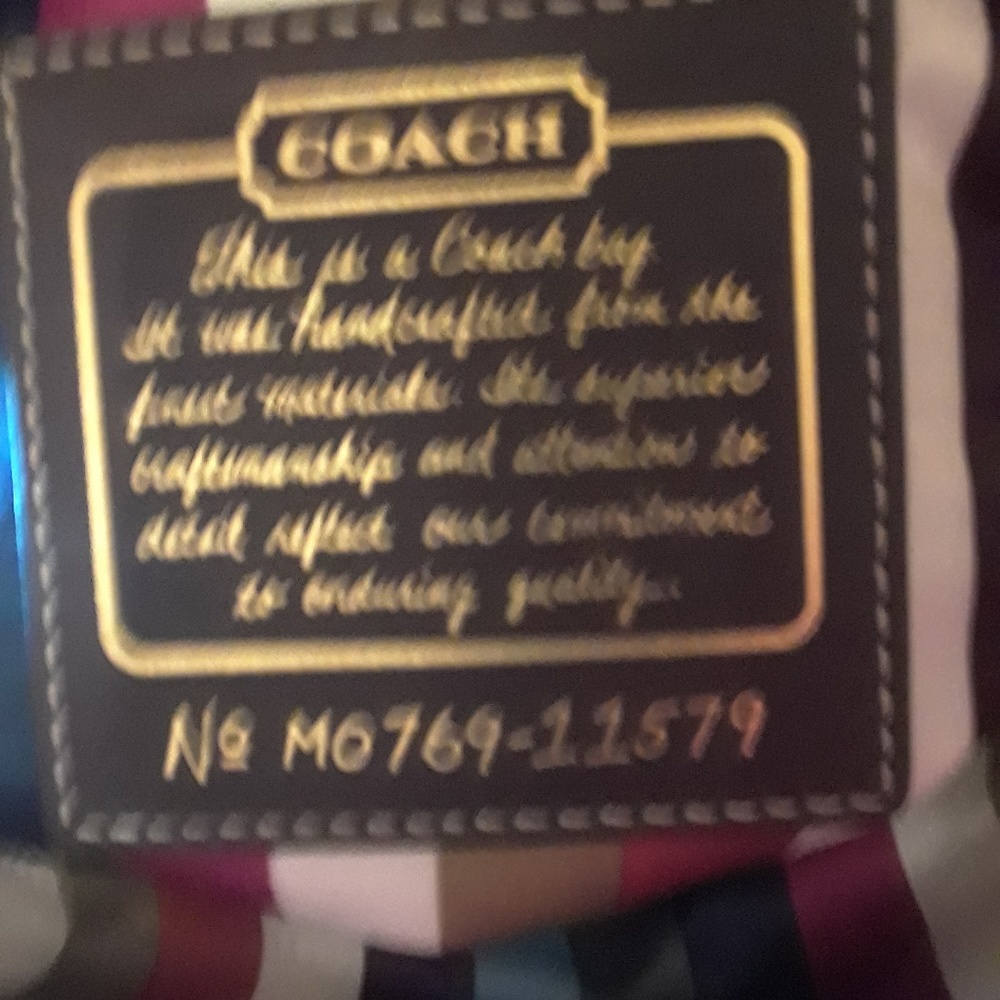 COACH
This is a Coach bag.
It was handcrafted from the
finest materials. The superior
craftsmanship and attention to
detail reflect our commitment
to enduring quality...
Nº M0769-11579